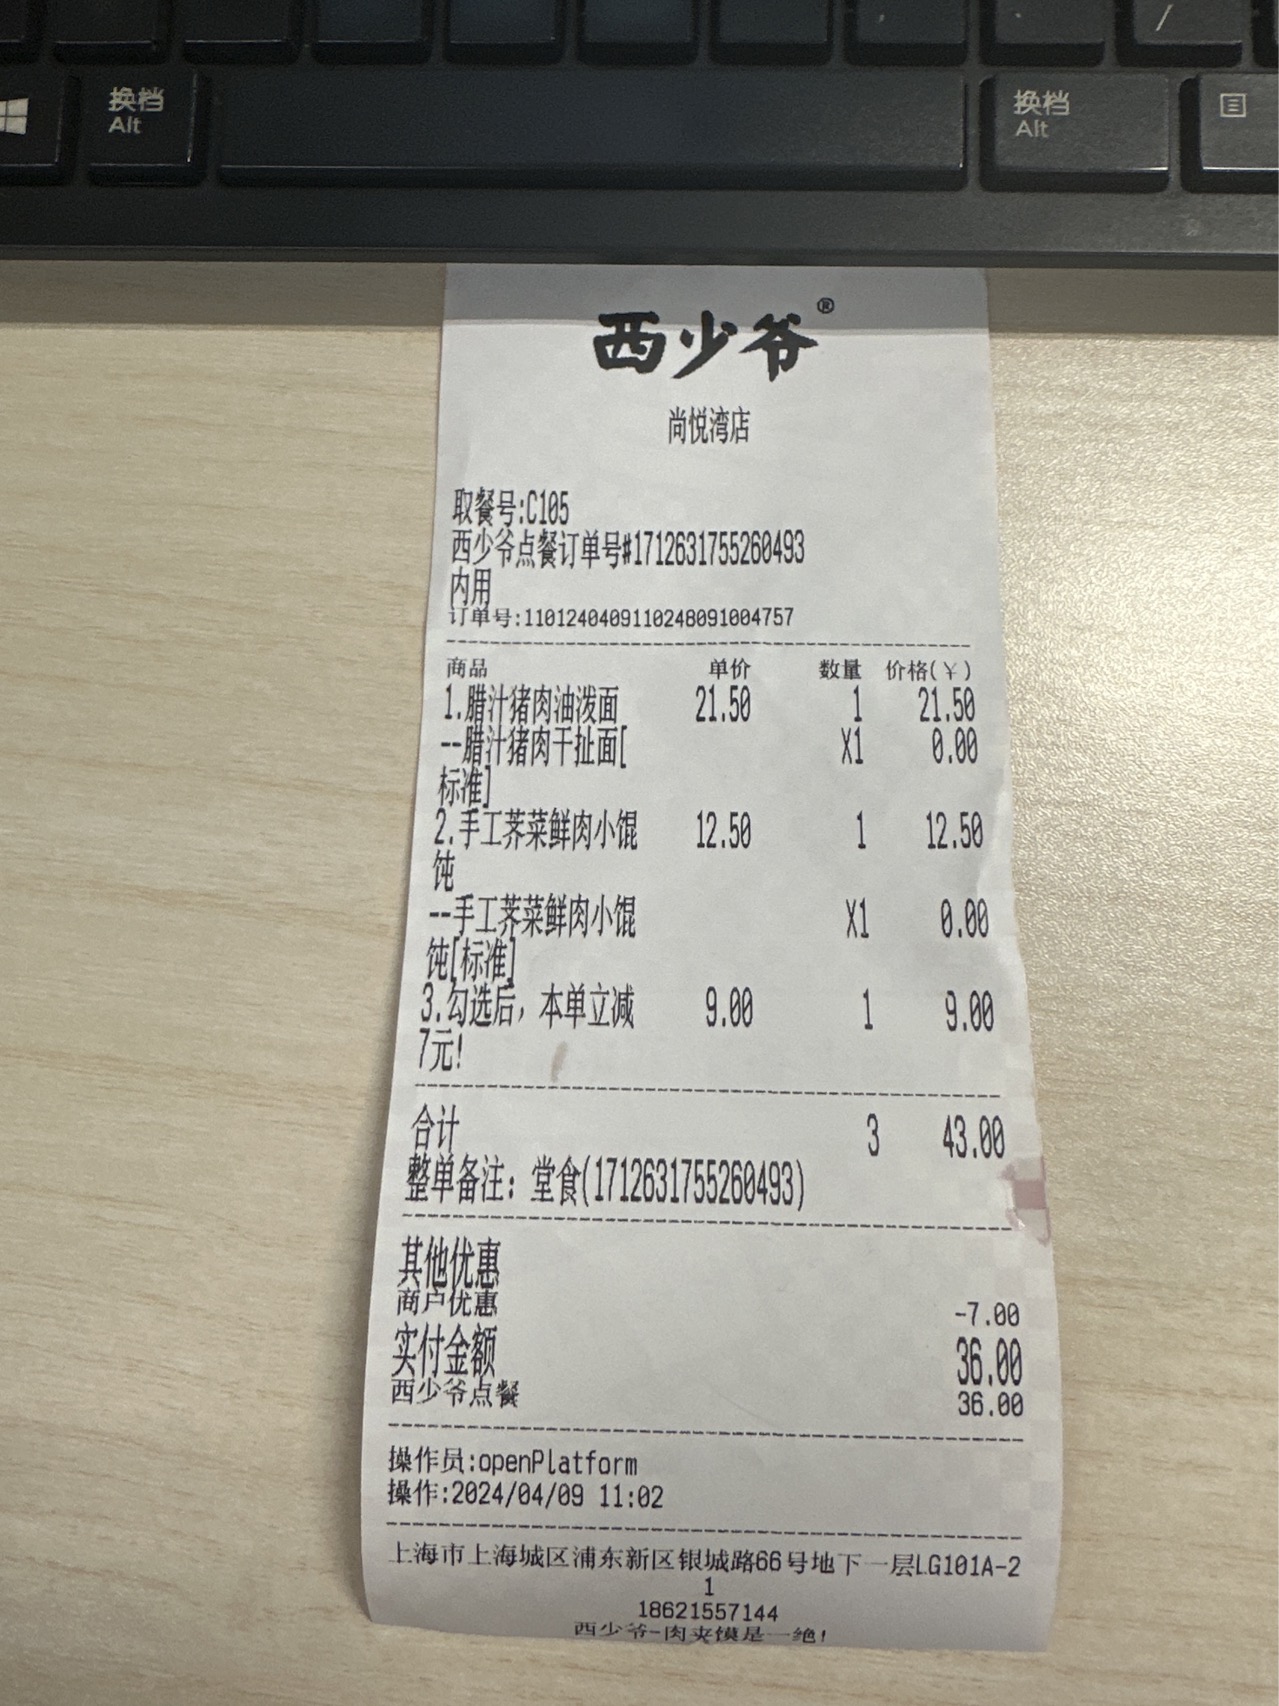 , . /
换档 换档
Alt Alt
西少爷®
尚悦湾店
取餐号:C105
西少爷点餐订单号#1712631755260493
内用
订单号:1101240409110248091004757
商品 单价 数量 价格(¥)
1.腊汁猪肉油泼面 21.50 1 21.50
--腊汁猪肉干扯面[ X1 0.00
标准]
2.手工荠菜鲜肉小馄 12.50 1 12.50
饨
--手工荠菜鲜肉小馄 X1 0.00
饨[标准]
3.勾选后，本单立减 9.00 1 9.00
7元!
合计 3 43.00
整单备注：堂食(1712631755260493)
其他优惠
商户优惠 -7.00
实付金额 36.00
西少爷点餐 36.00
操作员:openPlatform
操作:2024/04/09 11:02
上海市上海城区浦东新区银城路66号地下一层LG101A-2
1
18621557144
西少爷-肉夹馍是一绝!